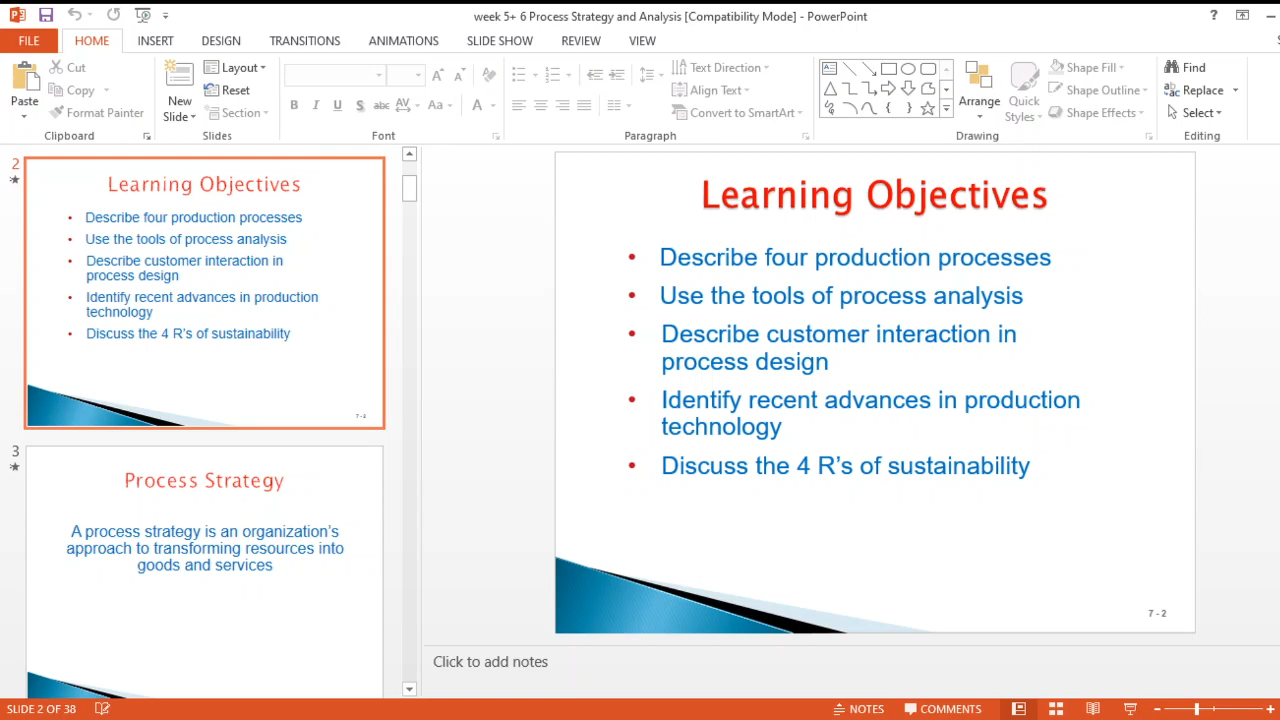 week 5+ 6 Process Strategy and Analysis [Compatibility Mode] - PowerPoint
?
FILE HOME INSERT DESIGN TRANSITIONS ANIMATIONS SLIDE SHOW REVIEW VIEW
Paste
Cut
Copy
Format Painter
Clipboard
New
Slide
Layout
Reset
Section
Slides
B I U S abc AV Aa A
Font
Text Direction
Align Text
Convert to SmartArt
Paragraph
Arrange
Quick
Styles
Shape Fill
Shape Outline
Shape Effects
Drawing
Find
Replace
Select
Editing
2
Learning Objectives
• Describe four production processes
• Use the tools of process analysis
• Describe customer interaction in
process design
• Identify recent advances in production
technology
• Discuss the 4 R's of sustainability
7 - 2
3
Process Strategy
A process strategy is an organization's
approach to transforming resources into
goods and services
Learning Objectives
• Describe four production processes
• Use the tools of process analysis
• Describe customer interaction in
process design
• Identify recent advances in production
technology
• Discuss the 4 R’s of sustainability
7 - 2
Click to add notes
SLIDE 2 OF 38
NOTES COMMENTS